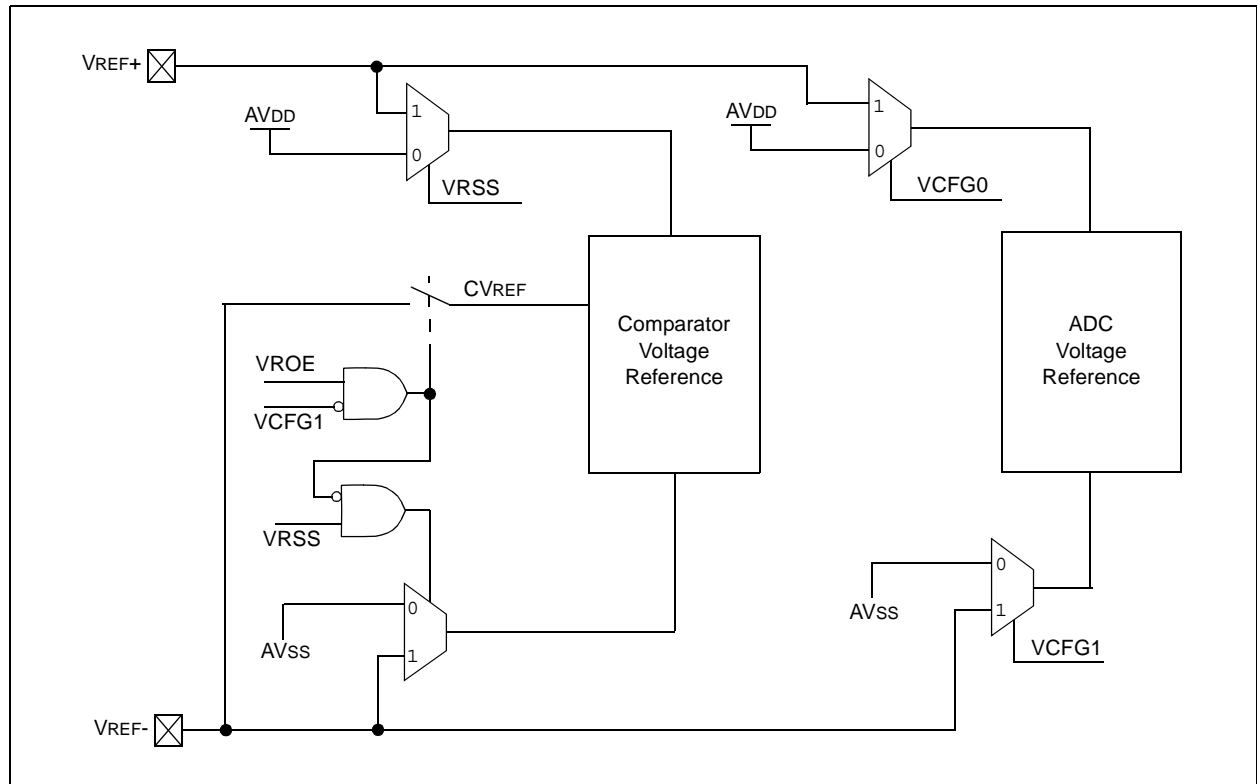 VREF+
AVDD
1
0
VRSS
AVDD
1
0
VCFG0
CVREF
Comparator
Voltage
Reference
ADC
Voltage
Reference
VROE
VCFG1
VRSS
0
1
AVSS
0
1
AVSS
VCFG1
VREF-